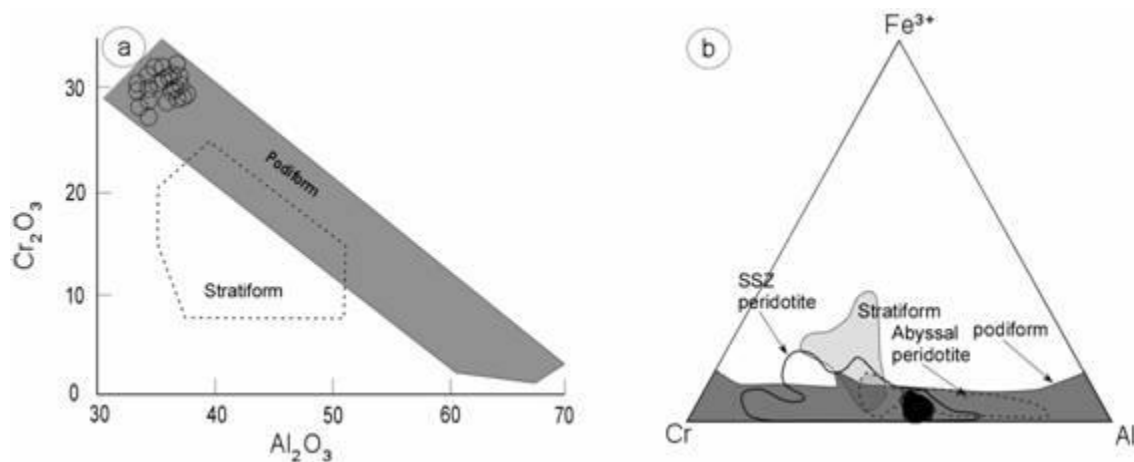 a
Cr₂O₃
30
20
10
0
Podiform
Stratiform
30 40 50 60 70
Al₂O₃
b
Fe³⁺
SSZ
peridotite
Stratiform
Abyssal
peridotite
podiform
Cr
Al